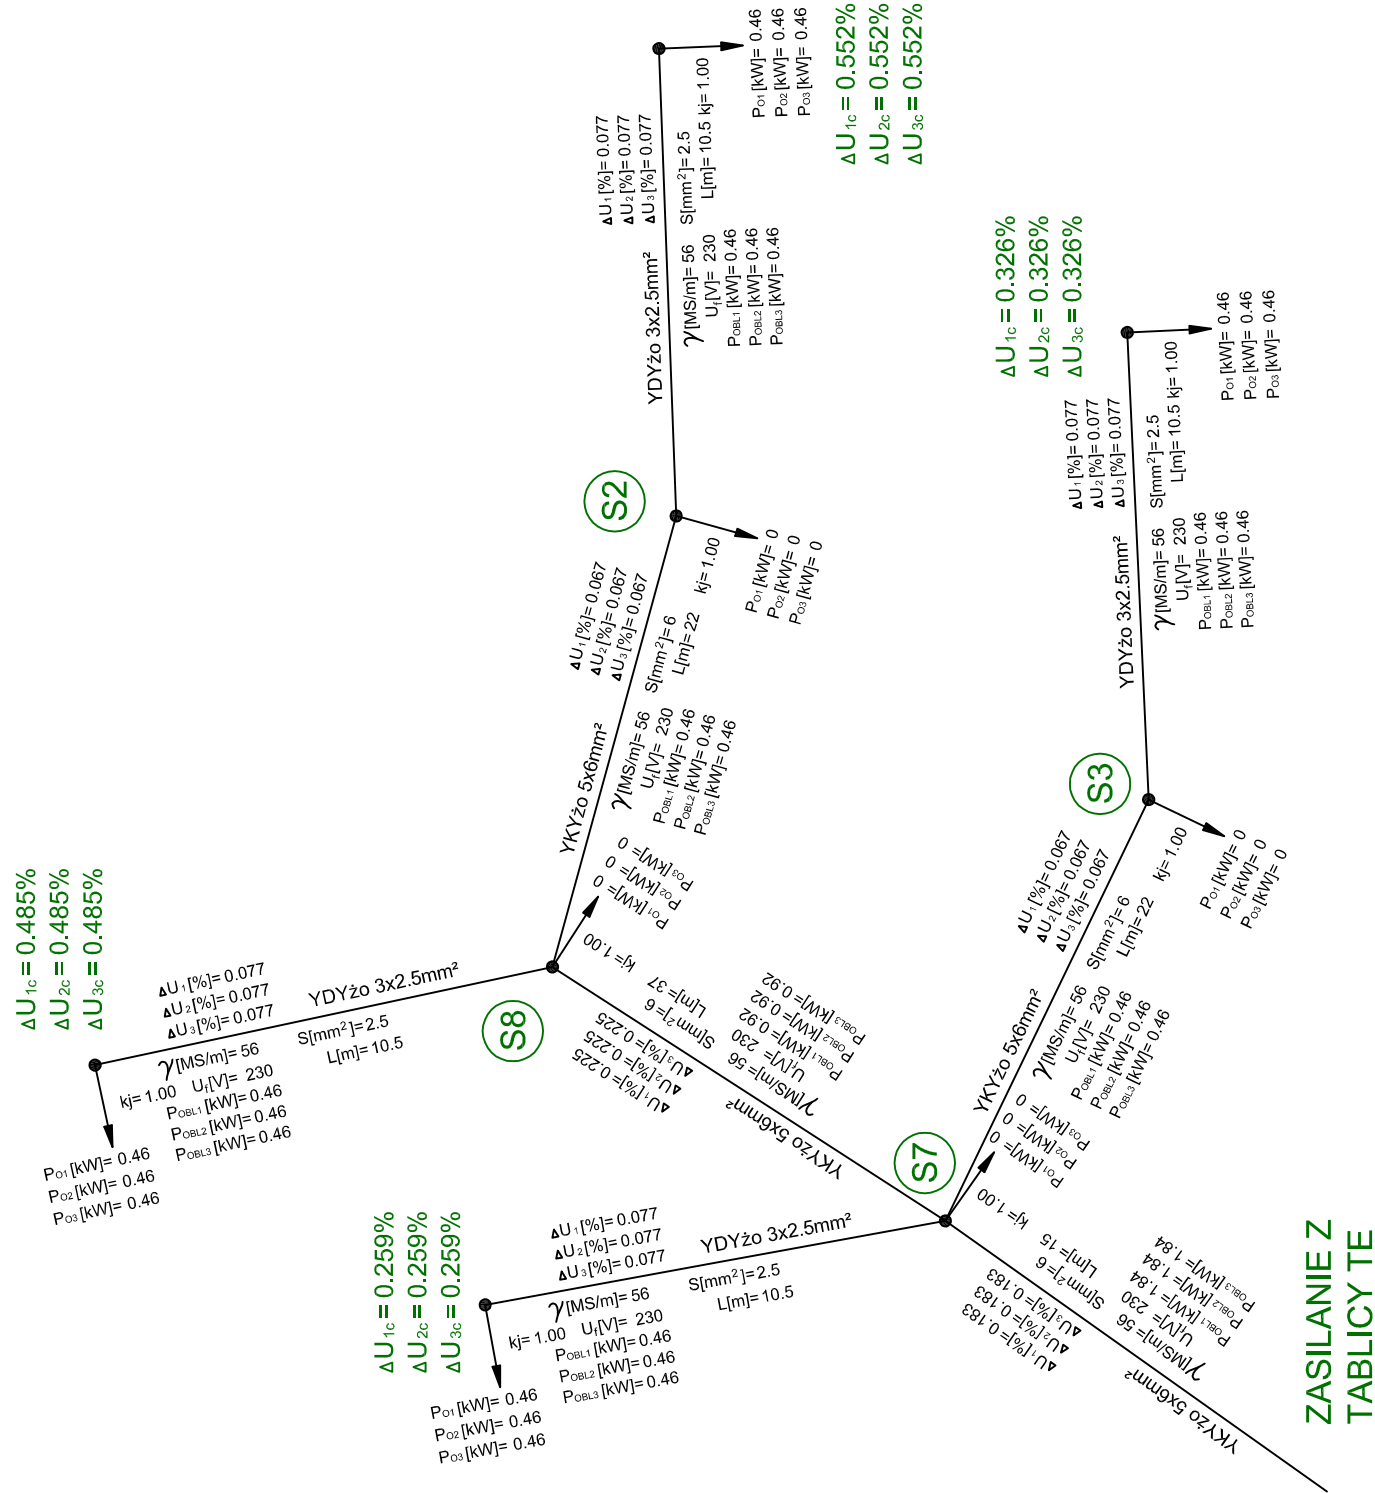 ΔU1c = 0.552%
ΔU2c = 0.552%
ΔU3c = 0.552%
PO1 [kW]= 0.46
PO2 [kW]= 0.46
PO3 [kW]= 0.46
ΔU1 [%]= 0.077
ΔU2 [%]= 0.077
ΔU3 [%]= 0.077
YDYżo 3x2.5mm²
S[mm²]= 2.5
L[m]= 10.5 kj= 1.00
γ[MS/m]= 56
Uf[V]= 230
POBL1 [kW]= 0.46
POBL2 [kW]= 0.46
POBL3 [kW]= 0.46
S2
PO1 [kW]= 0
PO2 [kW]= 0
PO3 [kW]= 0
ΔU1 [%]= 0.067
ΔU2 [%]= 0.067
ΔU3 [%]= 0.067
YKYżo 5x6mm²
S[mm²]= 6
L[m]= 22 kj= 1.00
γ[MS/m]= 56
Uf[V]= 230
POBL1 [kW]= 0.46
POBL2 [kW]= 0.46
POBL3 [kW]= 0.46
ΔU1c = 0.326%
ΔU2c = 0.326%
ΔU3c = 0.326%
PO1 [kW]= 0.46
PO2 [kW]= 0.46
PO3 [kW]= 0.46
ΔU1 [%]= 0.077
ΔU2 [%]= 0.077
ΔU3 [%]= 0.077
YDYżo 3x2.5mm²
S[mm²]= 2.5
L[m]= 10.5 kj= 1.00
γ[MS/m]= 56
Uf[V]= 230
POBL1 [kW]= 0.46
POBL2 [kW]= 0.46
POBL3 [kW]= 0.46
S3
PO1 [kW]= 0
PO2 [kW]= 0
PO3 [kW]= 0
ΔU1 [%]= 0.067
ΔU2 [%]= 0.067
ΔU3 [%]= 0.067
YKYżo 5x6mm²
S[mm²]= 6
L[m]= 22 kj= 1.00
γ[MS/m]= 56
Uf[V]= 230
POBL1 [kW]= 0.46
POBL2 [kW]= 0.46
POBL3 [kW]= 0.46
ΔU1c = 0.485%
ΔU2c = 0.485%
ΔU3c = 0.485%
ΔU1 [%]= 0.077
ΔU2 [%]= 0.077
ΔU3 [%]= 0.077
YDYżo 3x2.5mm²
S[mm²]= 2.5
L[m]= 10.5
γ[MS/m]= 56
kj= 1.00 Uf[V]= 230
POBL1 [kW]= 0.46
POBL2 [kW]= 0.46
POBL3 [kW]= 0.46
PO1 [kW]= 0.46
PO2 [kW]= 0.46
PO3 [kW]= 0.46
S8
PO1 [kW]= 0
PO2 [kW]= 0
PO3 [kW]= 0
kj= 1.00
L[m]= 37
S[mm²]= 6
ΔU3 [%]= 0.225
ΔU2 [%]= 0.225
ΔU1 [%]= 0.225
YKYżo 5x6mm²
γ[MS/m]= 56
Uf[V]= 230
POBL1 [kW]= 0.92
POBL2 [kW]= 0.92
POBL3 [kW]= 0.92
ΔU1c = 0.259%
ΔU2c = 0.259%
ΔU3c = 0.259%
ΔU1 [%]= 0.077
ΔU2 [%]= 0.077
ΔU3 [%]= 0.077
YDYżo 3x2.5mm²
S[mm²]= 2.5
L[m]= 10.5
γ[MS/m]= 56
kj= 1.00 Uf[V]= 230
POBL1 [kW]= 0.46
POBL2 [kW]= 0.46
POBL3 [kW]= 0.46
PO1 [kW]= 0.46
PO2 [kW]= 0.46
PO3 [kW]= 0.46
S7
PO1 [kW]= 0
PO2 [kW]= 0
PO3 [kW]= 0
kj= 1.00
L[m]= 15
S[mm²]= 6
ΔU3 [%]= 0.183
ΔU2 [%]= 0.183
ΔU1 [%]= 0.183
YKYżo 5x6mm²
γ[MS/m]= 56
Uf[V]= 230
POBL1 [kW]= 1.84
POBL2 [kW]= 1.84
POBL3 [kW]= 1.84
ZASILANIE Z
TABLICY TE